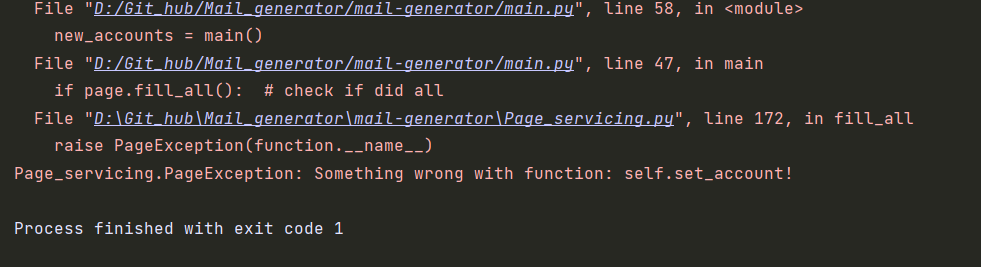 File "D:/Git_hub/Mail_generator/mail-generator/main.py", line 58, in <module>
new_accounts = main()
File "D:/Git_hub/Mail_generator/mail-generator/main.py", line 47, in main
if page.fill_all():  # check if did all
File "D:\Git_hub\Mail_generator\mail-generator\Page_servicing.py", line 172, in fill_all
raise PageException(function.__name__)
Page_servicing.PageException: Something wrong with function: self.set_account!
Process finished with exit code 1